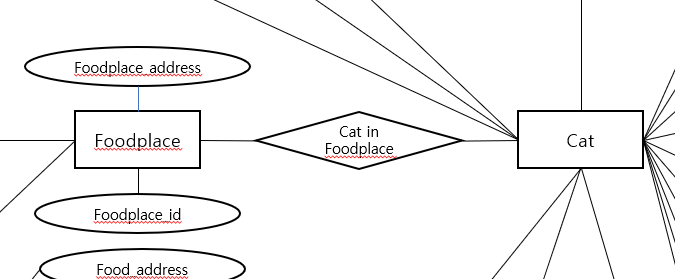 Foodplace_address
Foodplace
Cat in
Foodplace
Cat
Foodplace_id
Food_address